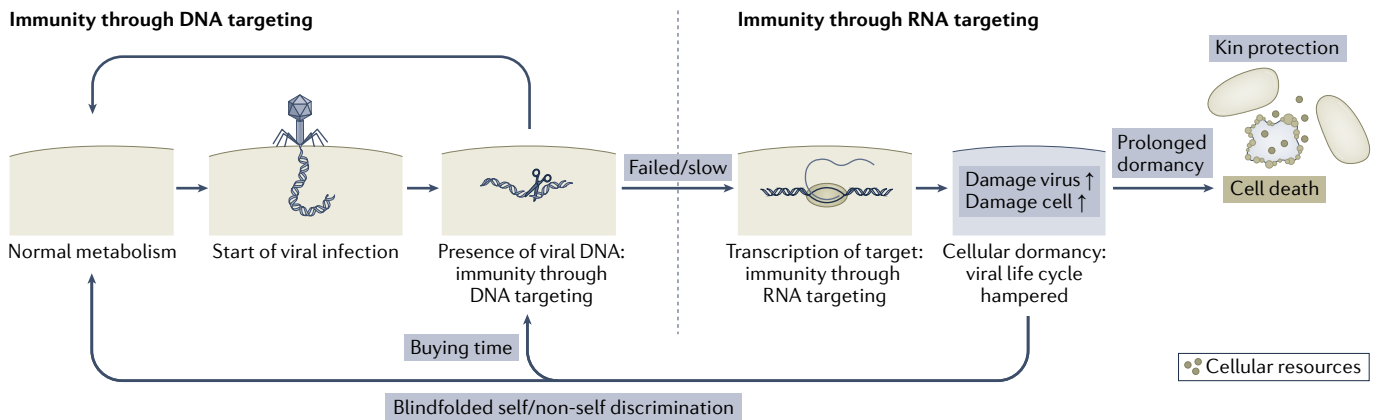 Immunity through DNA targeting
Immunity through RNA targeting
Kin protection
Failed/slow
Prolonged
dormancy
Damage virus ↑
Damage cell ↑
Cell death
Normal metabolism
Start of viral infection
Presence of viral DNA:
immunity through
DNA targeting
Transcription of target:
immunity through
RNA targeting
Cellular dormancy:
viral life cycle
hampered
Buying time
Cellular resources
Blindfolded self/non-self discrimination